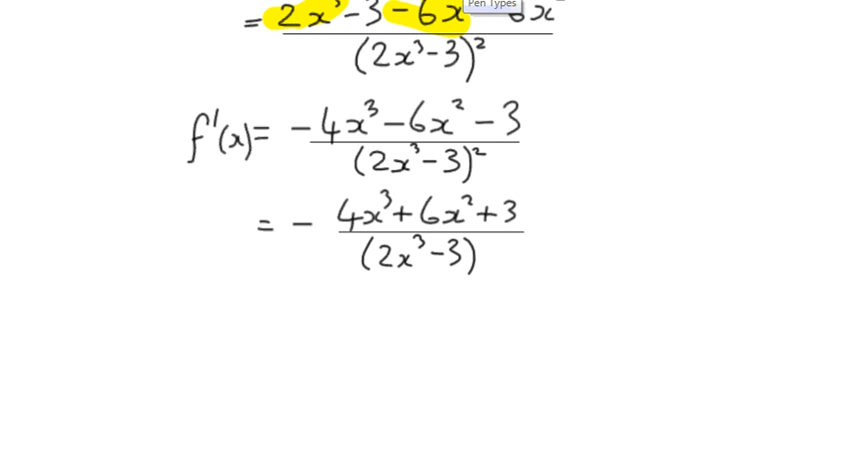 Pen Types
= 2x³ - 3 - 6x 6x
(2x³ - 3)²
f'(x) = -4x³ - 6x² - 3
(2x³ - 3)²
= - 4x³ + 6x² + 3
(2x³ - 3)